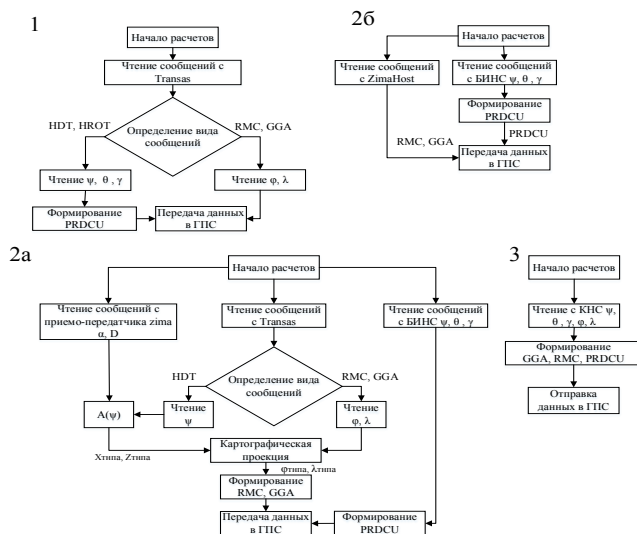 1
Начало расчетов
Чтение сообщений с
Transas
HDT, HROT
RMC, GGA
Определение вида
сообщений
Чтение ψ, θ , γ
Чтение φ, λ
Формирование
PRDCU
Передача данных
в ГПС
2б
Начало расчетов
Чтение сообщений
с ZimaHost
Чтение сообщений
с БИНС ψ, θ , γ
Формирование
PRDCU
RMC, GGA
PRDCU
Передача данных
в ГПС
2а
Начало расчетов
Чтение сообщений с
приемо-передатчика zima
α, D
Чтение сообщений
с Transas
Чтение сообщений
с БИНС ψ, θ , γ
HDT
RMC, GGA
Определение вида
сообщений
A(ψ)
Чтение
ψ
Чтение
φ, λ
Xтипа, Zтипа
Картографическая
проекция
φтипа, λтипа
Формирование
RMC, GGA
Передача данных
в ГПС
Формирование
PRDCU
3
Начало расчетов
Чтение с КНС ψ,
θ , γ, φ, λ
Формирование
GGA, RMC, PRDCU
Отправка
данных в ГПС